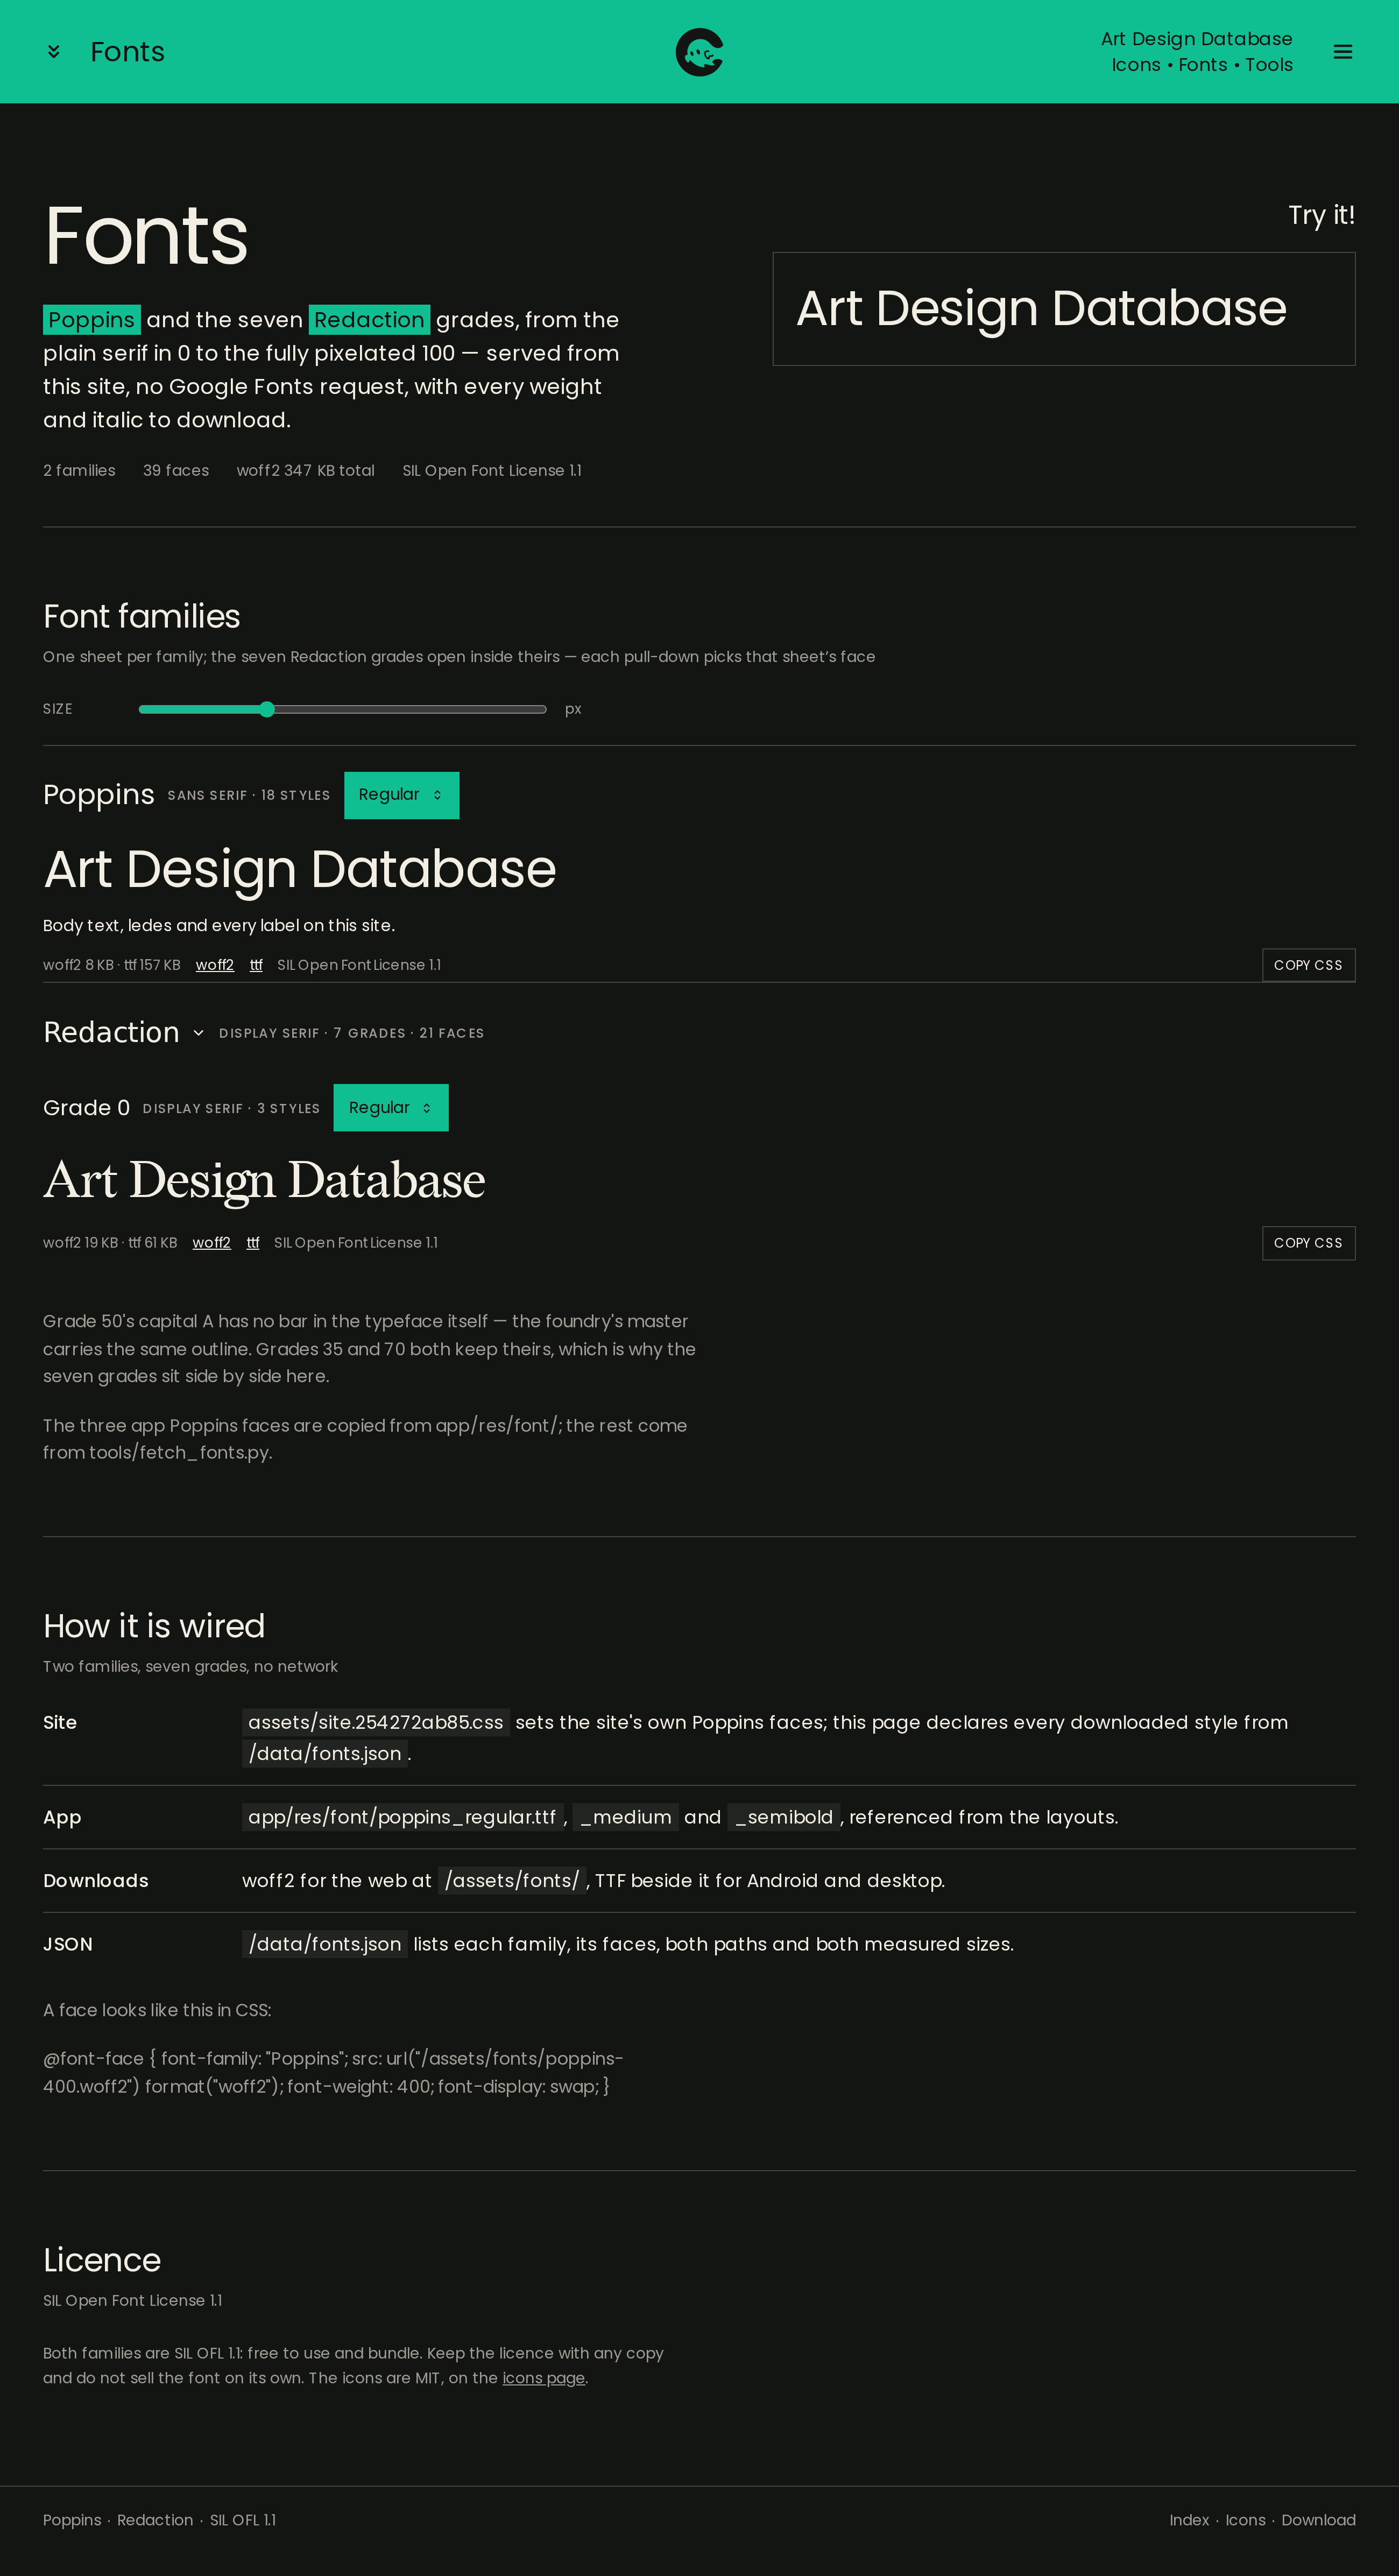 Fonts
Art Design Database
Icons • Fonts • Tools
Fonts
Try it!
Art Design Database
Poppins and the seven Redaction grades, from the
plain serif in 0 to the fully pixelated 100 — served from
this site, no Google Fonts request, with every weight
and italic to download.
2 families 39 faces woff2 347 KB total SIL Open Font License 1.1
Font families
One sheet per family; the seven Redaction grades open inside theirs — each pull-down picks that sheet’s face
SIZE px
Poppins SANS SERIF · 18 STYLES Regular
Art Design Database
Body text, ledes and every label on this site.
woff2 8 KB · ttf 157 KB woff2 ttf SIL Open Font License 1.1 COPY CSS
Redaction DISPLAY SERIF · 7 GRADES · 21 FACES
Grade 0 DISPLAY SERIF · 3 STYLES Regular
Art Design Database
woff2 19 KB · ttf 61 KB woff2 ttf SIL Open Font License 1.1 COPY CSS
Grade 50's capital A has no bar in the typeface itself — the foundry's master
carries the same outline. Grades 35 and 70 both keep theirs, which is why the
seven grades sit side by side here.
The three app Poppins faces are copied from app/res/font/; the rest come
from tools/fetch_fonts.py.
How it is wired
Two families, seven grades, no network
Site assets/site.254272ab85.css sets the site's own Poppins faces; this page declares every downloaded style from
/data/fonts.json .
App app/res/font/poppins_regular.ttf , _medium and _semibold , referenced from the layouts.
Downloads woff2 for the web at /assets/fonts/ , TTF beside it for Android and desktop.
JSON /data/fonts.json lists each family, its faces, both paths and both measured sizes.
A face looks like this in CSS:
@font-face { font-family: "Poppins"; src: url("/assets/fonts/poppins-
400.woff2") format("woff2"); font-weight: 400; font-display: swap; }
Licence
SIL Open Font License 1.1
Both families are SIL OFL 1.1: free to use and bundle. Keep the licence with any copy
and do not sell the font on its own. The icons are MIT, on the icons page.
Poppins · Redaction · SIL OFL 1.1
Index · Icons · Download